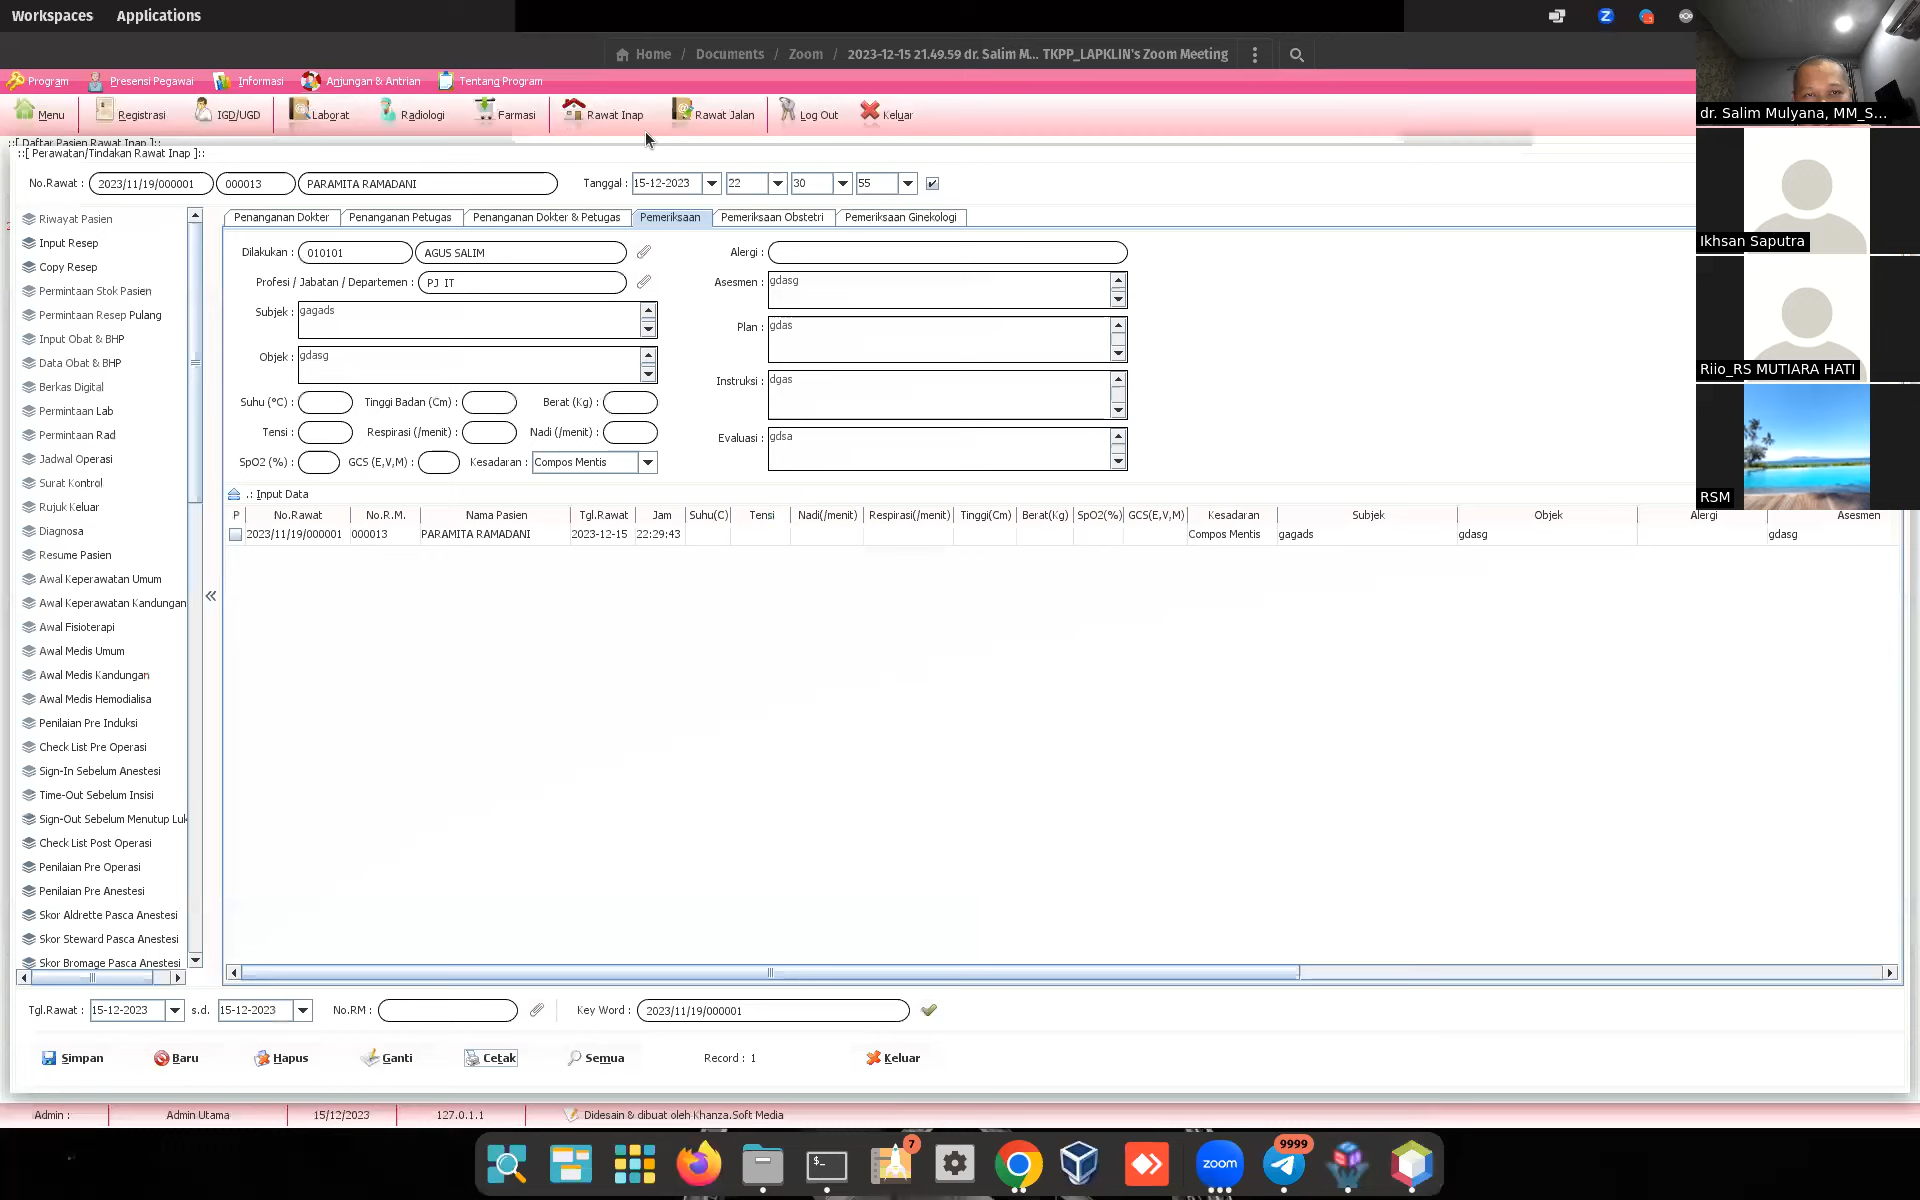 Workspaces Applications
Home / Documents / Zoom / 2023-12-15 21.49.59 dr. Salim M... TKPP_LAPKLIN's Zoom Meeting
Program Presensi Pegawai Informasi Anjungan & Antrian Tentang Program
Menu Registrasi IGD/UGD Laborat Radiologi Farmasi Rawat Inap Rawat Jalan Log Out Keluar
::[ Daftar Pasien Rawat Inap ]::
::[ Perawatan/Tindakan Rawat Inap ]::
No.Rawat : 2023/11/19/000001 000013 PARAMITA RAMADANI Tanggal : 15-12-2023 22 30 55
Riwayat Pasien
Input Resep
Copy Resep
Permintaan Stok Pasien
Permintaan Resep Pulang
Input Obat & BHP
Data Obat & BHP
Berkas Digital
Permintaan Lab
Permintaan Rad
Jadwal Operasi
Surat Kontrol
Rujuk Keluar
Diagnosa
Resume Pasien
Awal Keperawatan Umum
Awal Keperawatan Kandungan
Awal Fisioterapi
Awal Medis Umum
Awal Medis Kandungan
Awal Medis Hemodialisa
Penilaian Pre Induksi
Check List Pre Operasi
Sign-In Sebelum Anestesi
Time-Out Sebelum Insisi
Sign-Out Sebelum Menutup Luk
Check List Post Operasi
Penilaian Pre Operasi
Penilaian Pre Anestesi
Skor Aldrette Pasca Anestesi
Skor Steward Pasca Anestesi
Skor Bromage Pasca Anestesi
Penanganan Dokter Penanganan Petugas Penanganan Dokter & Petugas Pemeriksaan Pemeriksaan Obstetri Pemeriksaan Ginekologi
Dilakukan : 010101 AGUS SALIM
Profesi / Jabatan / Departemen : PJ IT
Subjek : gagads
Objek : gdasg
Suhu (°C) : Tinggi Badan (Cm) : Berat (Kg) :
Tensi : Respirasi (/menit) : Nadi (/menit) :
SpO2 (%) : GCS (E,V,M) : Kesadaran : Compos Mentis
Alergi :
Asesmen : gdasg
Plan : gdas
Instruksi : dgas
Evaluasi : gdsa
.: Input Data
P No.Rawat No.R.M. Nama Pasien Tgl.Rawat Jam Suhu(C) Tensi Nadi(/menit) Respirasi(/menit) Tinggi(Cm) Berat(Kg) SpO2(%) GCS(E,V,M) Kesadaran Subjek Objek Alergi Asesmen
2023/11/19/000001 000013 PARAMITA RAMADANI 2023-12-15 22:29:43 Compos Mentis gagads gdasg gdasg
Tgl.Rawat : 15-12-2023 s.d. 15-12-2023 No.RM : Key Word : 2023/11/19/000001
Simpan Baru Hapus Ganti Cetak Semua Record : 1 Keluar
Admin : Admin Utama 15/12/2023 127.0.1.1 Didesain & dibuat oleh Khanza.Soft Media
dr. Salim Mulyana, MM_S...
Ikhsan Saputra
Riio_RS MUTIARA HATI
RSM
7
zoom
9999